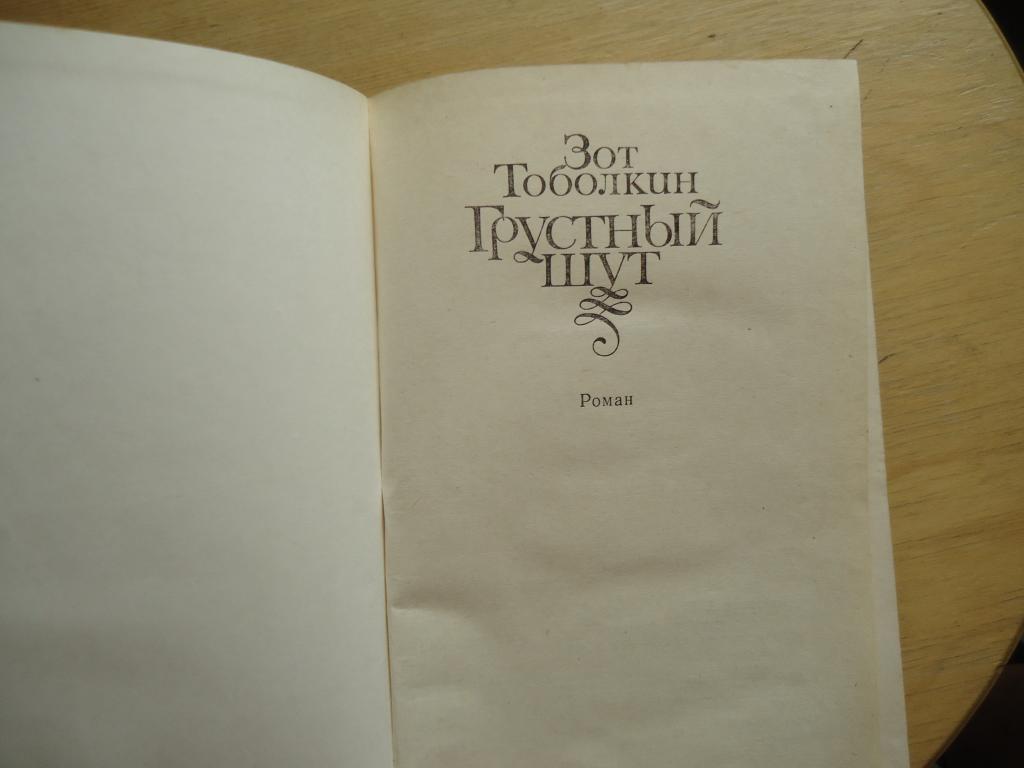 Зот
Тоболкин
Грустный
шут
Роман